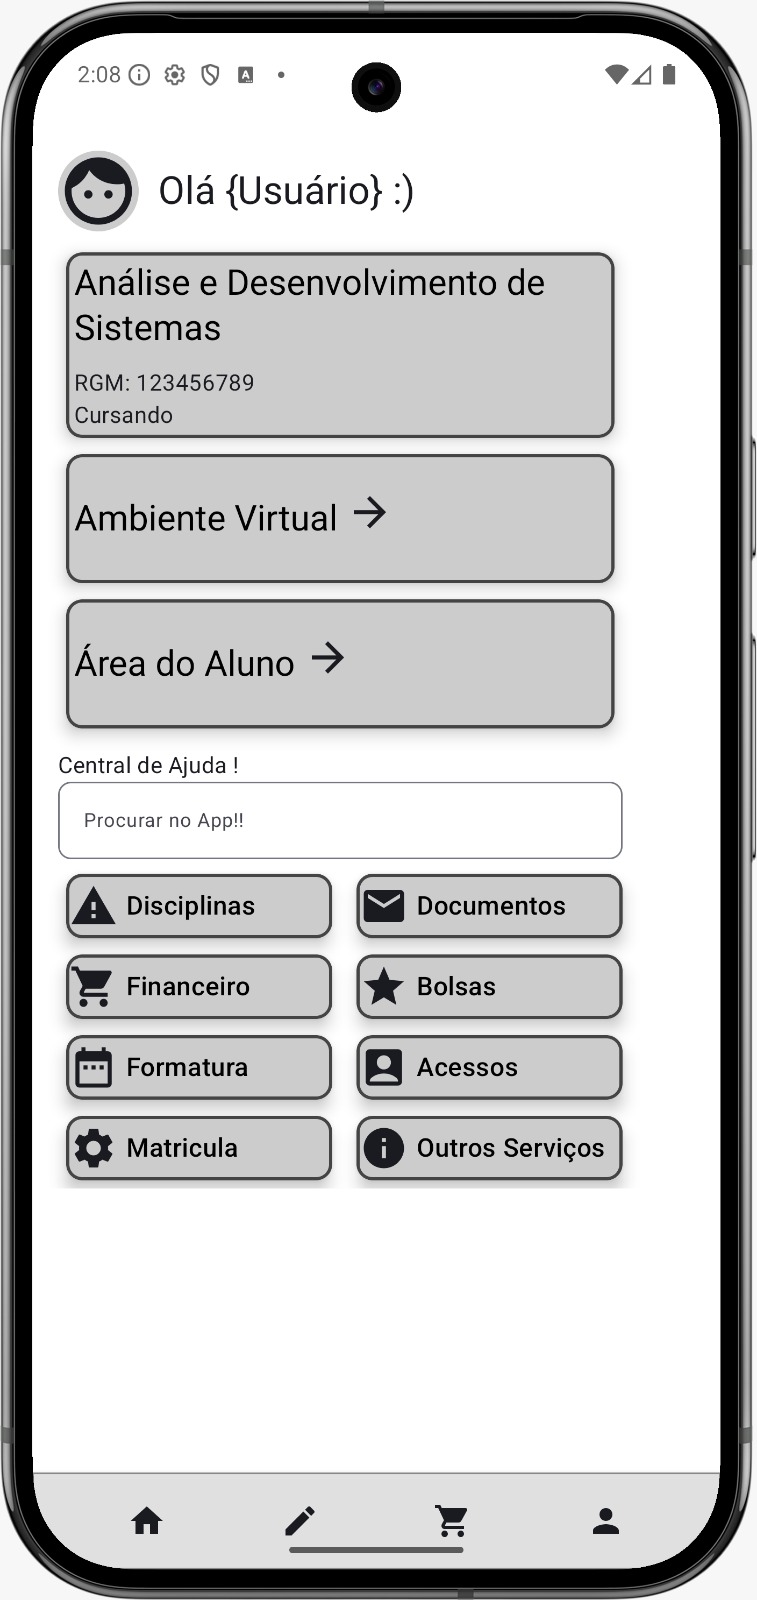 2:08
Olá {Usuário} :)
Análise e Desenvolvimento de
Sistemas
RGM: 123456789
Cursando
Ambiente Virtual
Área do Aluno
Central de Ajuda !
Procurar no App!!
Disciplinas
Documentos
Financeiro
Bolsas
Formatura
Acessos
Matricula
Outros Serviços